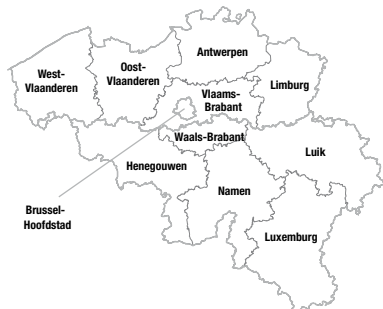 Antwerpen
West-
Vlaanderen
Oost-
Vlaanderen
Limburg
Vlaams-
Brabant
Waals-Brabant
Luik
Henegouwen
Namen
Brussel-
Hoofdstad
Luxemburg